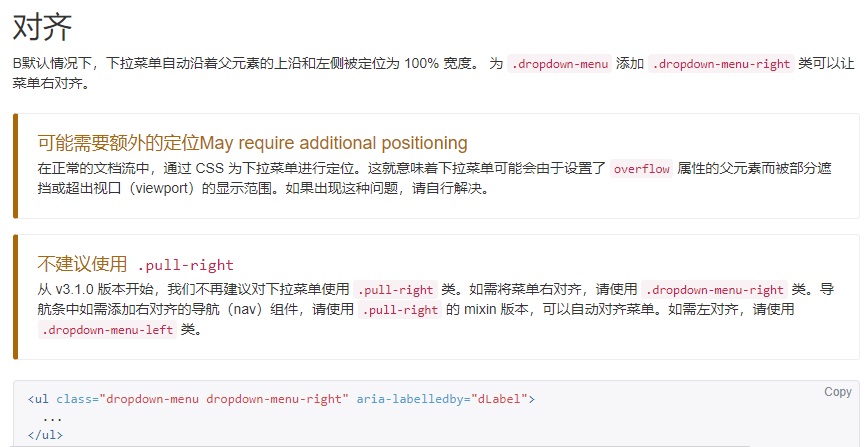 对齐
B默认情况下，下拉菜单自动沿着父元素的上沿和左侧被定位为 100% 宽度。 为 .dropdown-menu 添加 .dropdown-menu-right 类可以让
菜单右对齐。
可能需要额外的定位May require additional positioning
在正常的文档流中，通过 CSS 为下拉菜单进行定位。这就意味着下拉菜单可能会由于设置了 overflow 属性的父元素而被部分遮
挡或超出视口（viewport）的显示范围。如果出现这种问题，请自行解决。
不建议使用 .pull-right
从 v3.1.0 版本开始，我们不再建议对下拉菜单使用 .pull-right 类。如需将菜单右对齐，请使用 .dropdown-menu-right 类。导
航条中如需添加右对齐的导航（nav）组件，请使用 .pull-right 的 mixin 版本，可以自动对齐菜单。如需左对齐，请使用
.dropdown-menu-left 类。
Copy
<ul class="dropdown-menu dropdown-menu-right" aria-labelledby="dLabel">
...
</ul>